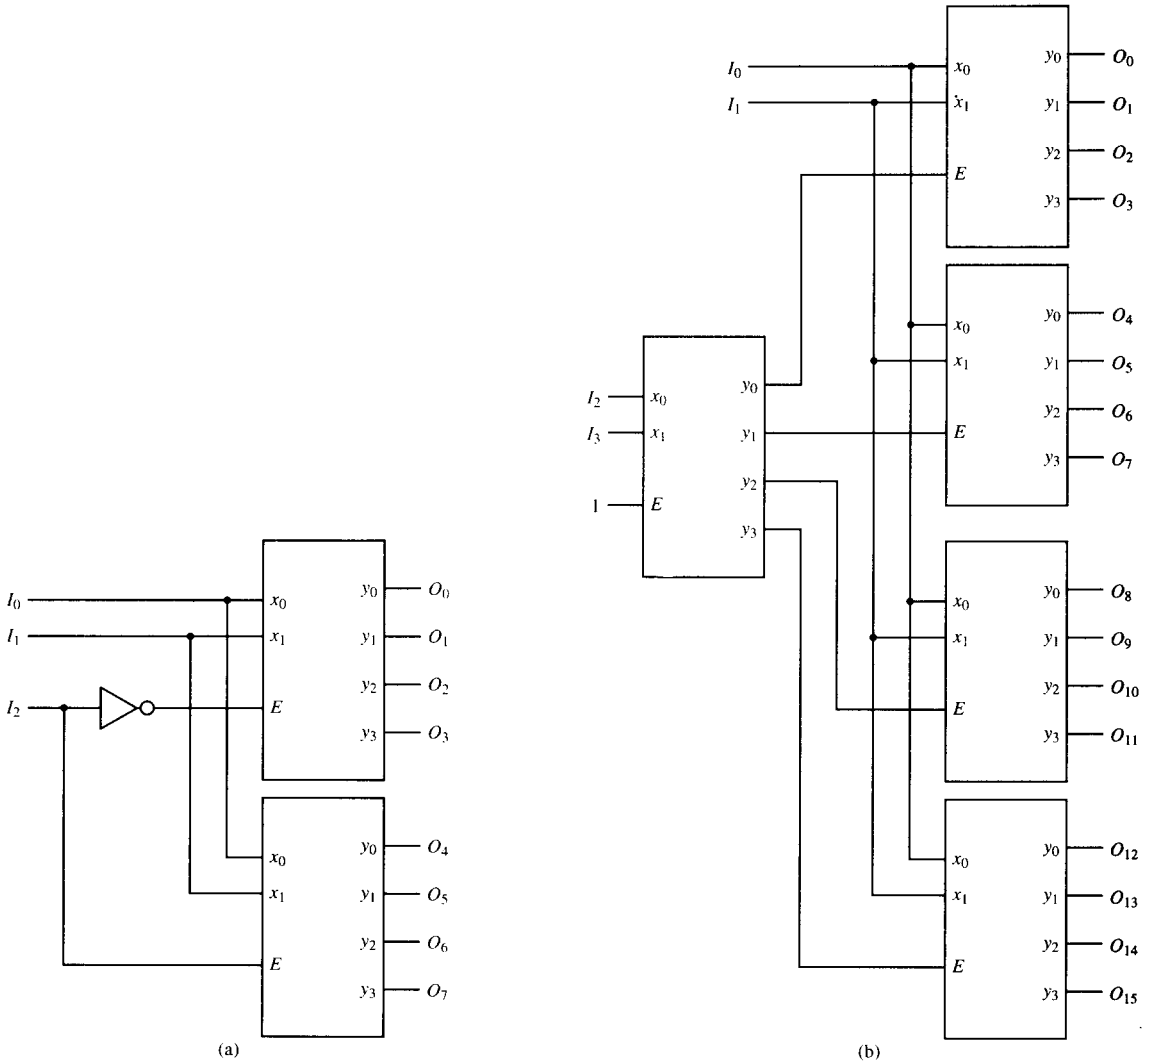 I₀ x₀ y₀ O₀
I₁ x₁ y₁ O₁
y₂ O₂
I₂ E y₃ O₃
x₀ y₀ O₄
x₁ y₁ O₅
y₂ O₆
E y₃ O₇
(a)
I₀ x₀ y₀ O₀
I₁ x₁ y₁ O₁
y₂ O₂
E y₃ O₃
x₀ y₀ O₄
x₁ y₁ O₅
y₂ O₆
E y₃ O₇
I₂ x₀ y₀
I₃ x₁ y₁
y₂
1 E y₃
x₀ y₀ O₈
x₁ y₁ O₉
y₂ O₁₀
E y₃ O₁₁
x₀ y₀ O₁₂
x₁ y₁ O₁₃
y₂ O₁₄
E y₃ O₁₅
(b)